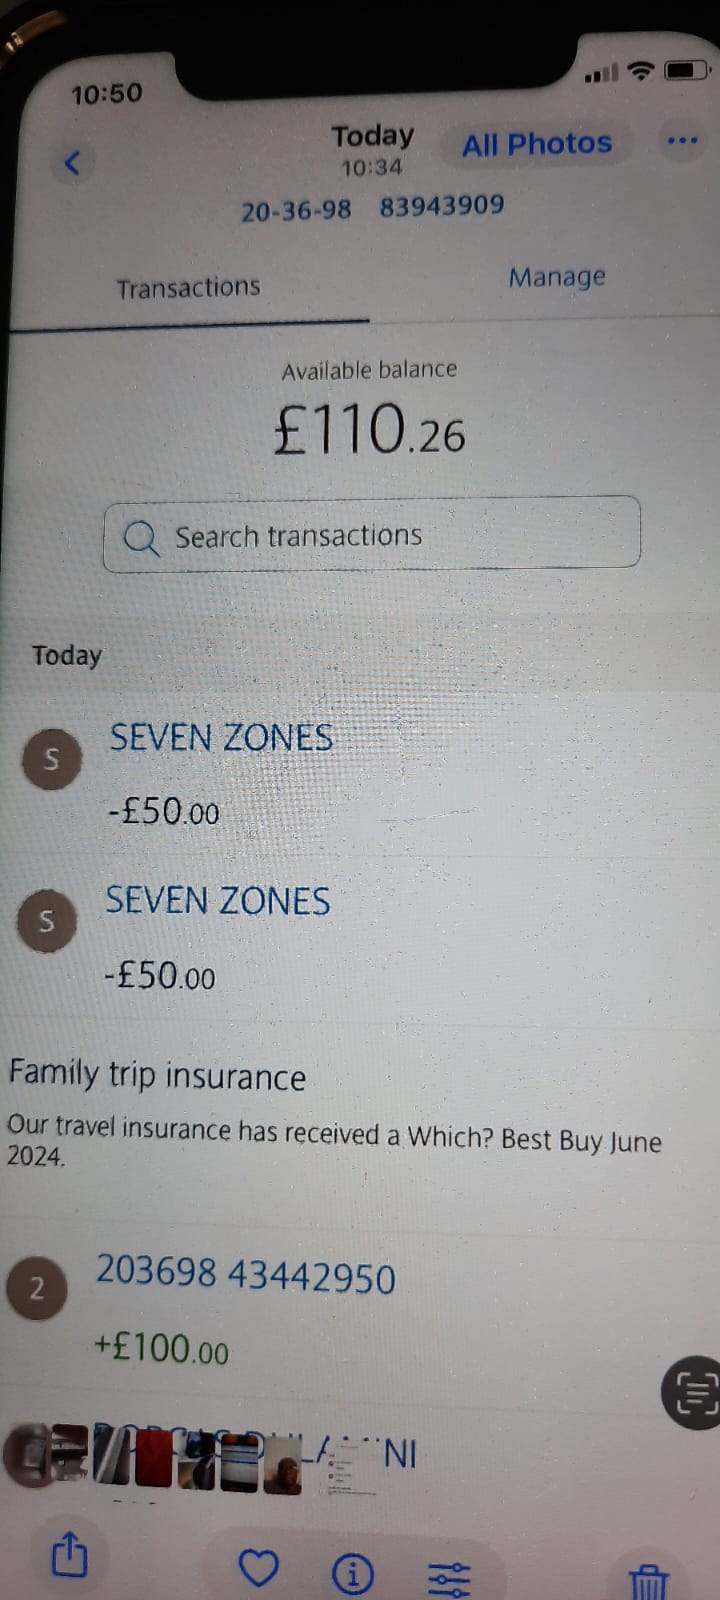 10:50
Today
All Photos
10:34
20-36-98 83943909
Transactions
Manage
Available balance
£110.26
Search transactions
Today
S
SEVEN ZONES
-£50.00
S
SEVEN ZONES
-£50.00
Family trip insurance
Our travel insurance has received a Which? Best Buy June
2024.
2
203698 43442950
+£100.00